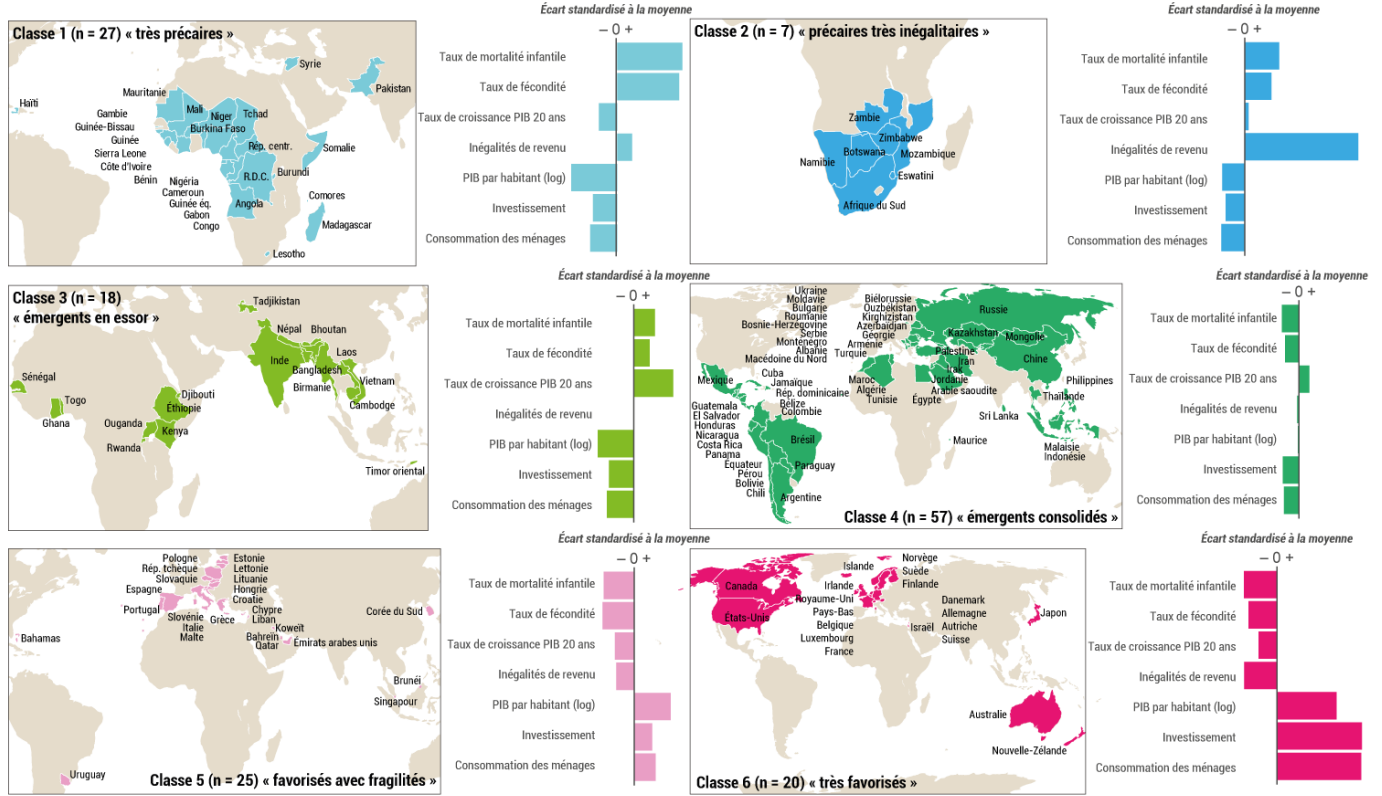 Classe 1 (n = 27) « très précaires »
Haïti
Mauritanie
Gambie
Guinée-Bissau
Guinée
Sierra Leone
Côte d'Ivoire
Bénin
Nigéria
Cameroun
Guinée éq.
Gabon
Congo
Mali
Niger
Tchad
Burkina Faso
Rép. centr.
R.D.C.
Burundi
Angola
Syrie
Pakistan
Somalie
Comores
Madagascar
Lesotho
Écart standardisé à la moyenne
– 0 +
Taux de mortalité infantile
Taux de fécondité
Taux de croissance PIB 20 ans
Inégalités de revenu
PIB par habitant (log)
Investissement
Consommation des ménages
Classe 2 (n = 7) « précaires très inégalitaires »
Zambie
Zimbabwe
Botswana
Namibie
Mozambique
Eswatini
Afrique du Sud
Écart standardisé à la moyenne
– 0 +
Taux de mortalité infantile
Taux de fécondité
Taux de croissance PIB 20 ans
Inégalités de revenu
PIB par habitant (log)
Investissement
Consommation des ménages
Classe 3 (n = 18)
« émergents en essor »
Tadjikistan
Népal
Bhoutan
Inde
Laos
Bangladesh
Birmanie
Vietnam
Cambodge
Sénégal
Togo
Ghana
Djibouti
Éthiopie
Ouganda
Kenya
Rwanda
Timor oriental
Écart standardisé à la moyenne
– 0 +
Taux de mortalité infantile
Taux de fécondité
Taux de croissance PIB 20 ans
Inégalités de revenu
PIB par habitant (log)
Investissement
Consommation des ménages
Ukraine
Moldavie
Bulgarie
Roumanie
Bosnie-Herzégovine
Serbie
Montenégro
Albanie
Macédoine du Nord
Biélorussie
Ouzbékistan
Kirghizistan
Azerbaïdjan
Géorgie
Arménie
Turquie
Russie
Kazakhstan
Mongolie
Chine
Palestine
Iran
Irak
Jordanie
Arabie saoudite
Maroc
Algérie
Tunisie
Égypte
Philippines
Thaïlande
Sri Lanka
Malaisie
Indonésie
Maurice
Mexique
Cuba
Jamaïque
Rép. dominicaine
Bélize
Colombie
Guatemala
El Salvador
Honduras
Nicaragua
Costa Rica
Panama
Équateur
Pérou
Bolivie
Chili
Brésil
Paraguay
Argentine
Classe 4 (n = 57) « émergents consolidés »
Écart standardisé à la moyenne
– 0 +
Taux de mortalité infantile
Taux de fécondité
Taux de croissance PIB 20 ans
Inégalités de revenu
PIB par habitant (log)
Investissement
Consommation des ménages
Pologne
Rép. tchèque
Slovaquie
Espagne
Portugal
Slovénie
Italie
Malte
Estonie
Lettonie
Lituanie
Hongrie
Croatie
Chypre
Grèce
Liban
Koweït
Bahreïn
Qatar
Émirats arabes unis
Corée du Sud
Bahamas
Brunéi
Singapour
Uruguay
Classe 5 (n = 25) « favorisés avec fragilités »
Écart standardisé à la moyenne
– 0 +
Taux de mortalité infantile
Taux de fécondité
Taux de croissance PIB 20 ans
Inégalités de revenu
PIB par habitant (log)
Investissement
Consommation des ménages
Canada
États-Unis
Islande
Irlande
Royaume-Uni
Pays-Bas
Belgique
Luxembourg
France
Norvège
Suède
Finlande
Danemark
Allemagne
Autriche
Suisse
Israël
Japon
Australie
Nouvelle-Zélande
Classe 6 (n = 20) « très favorisés »
Écart standardisé à la moyenne
– 0 +
Taux de mortalité infantile
Taux de fécondité
Taux de croissance PIB 20 ans
Inégalités de revenu
PIB par habitant (log)
Investissement
Consommation des ménages